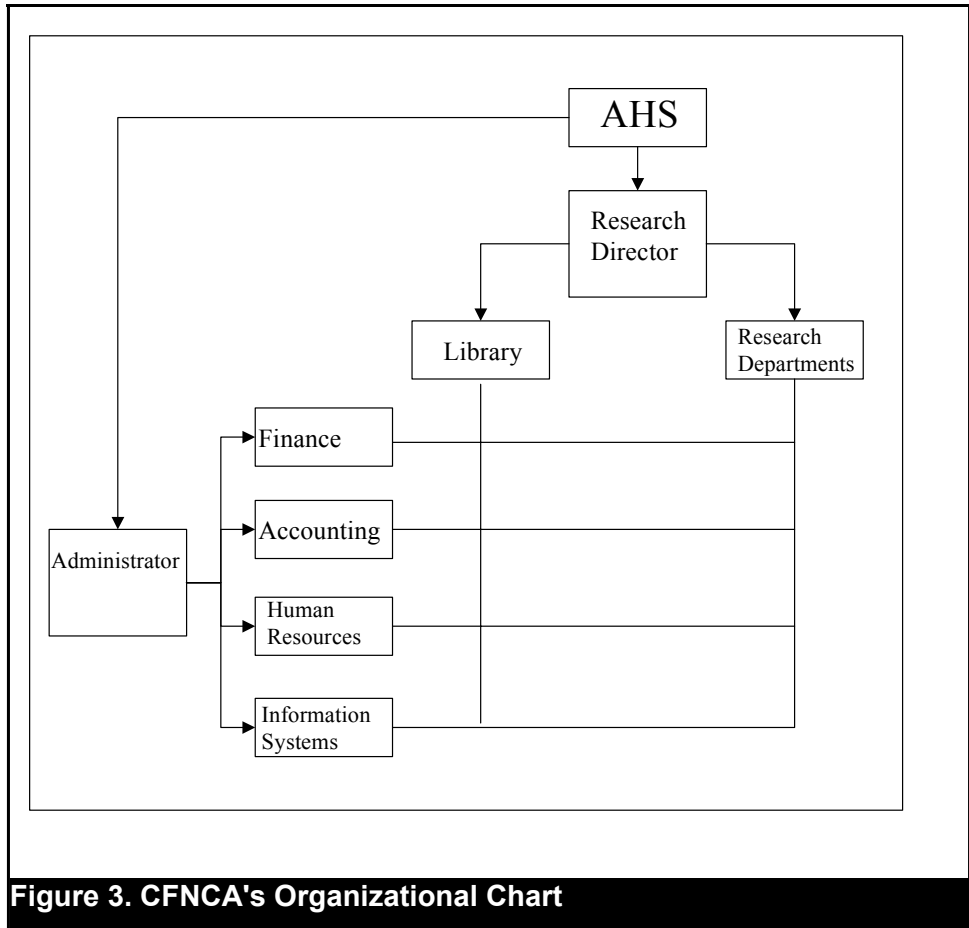 AHS
Research
Director
Library
Research
Departments
Finance
Accounting
Administrator
Human
Resources
Information
Systems
Figure 3. CFNCA's Organizational Chart